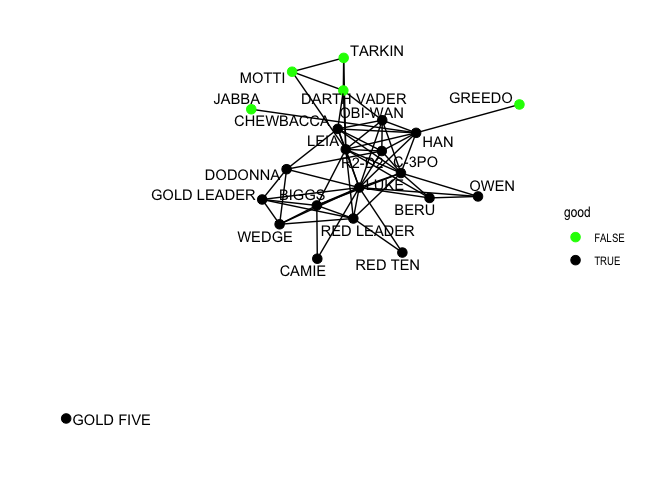 TARKIN
MOTTI
JABBA
DARTH VADER
GREEDO
OBI-WAN
CHEWBACCA
LEIA
HAN
R2-D2
C-3PO
DODONNA
LUKE
OWEN
GOLD LEADER
BIGGS
BERU
WEDGE
RED LEADER
CAMIE
RED TEN
good
FALSE
TRUE
GOLD FIVE